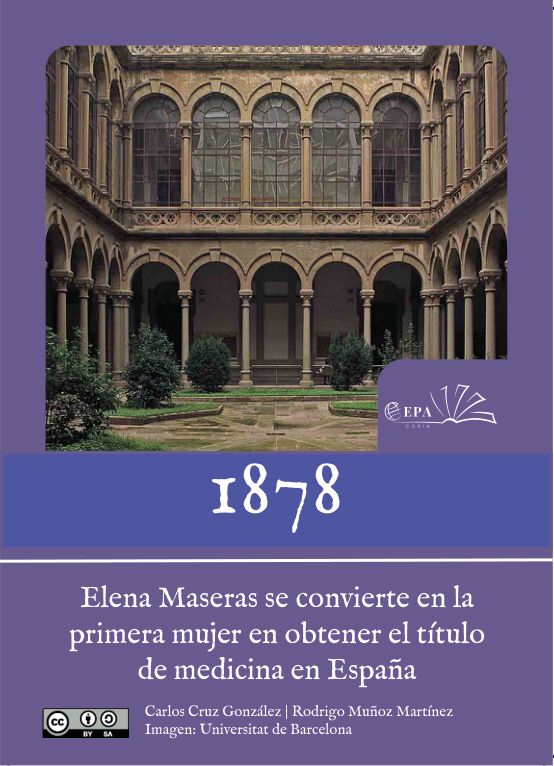 EPA
CORIA
1878
Elena Maseras se convierte en la
primera mujer en obtener el título
de medicina en España
cc
BY SA
Carlos Cruz González | Rodrigo Muñoz Martínez
Imagen: Universitat de Barcelona